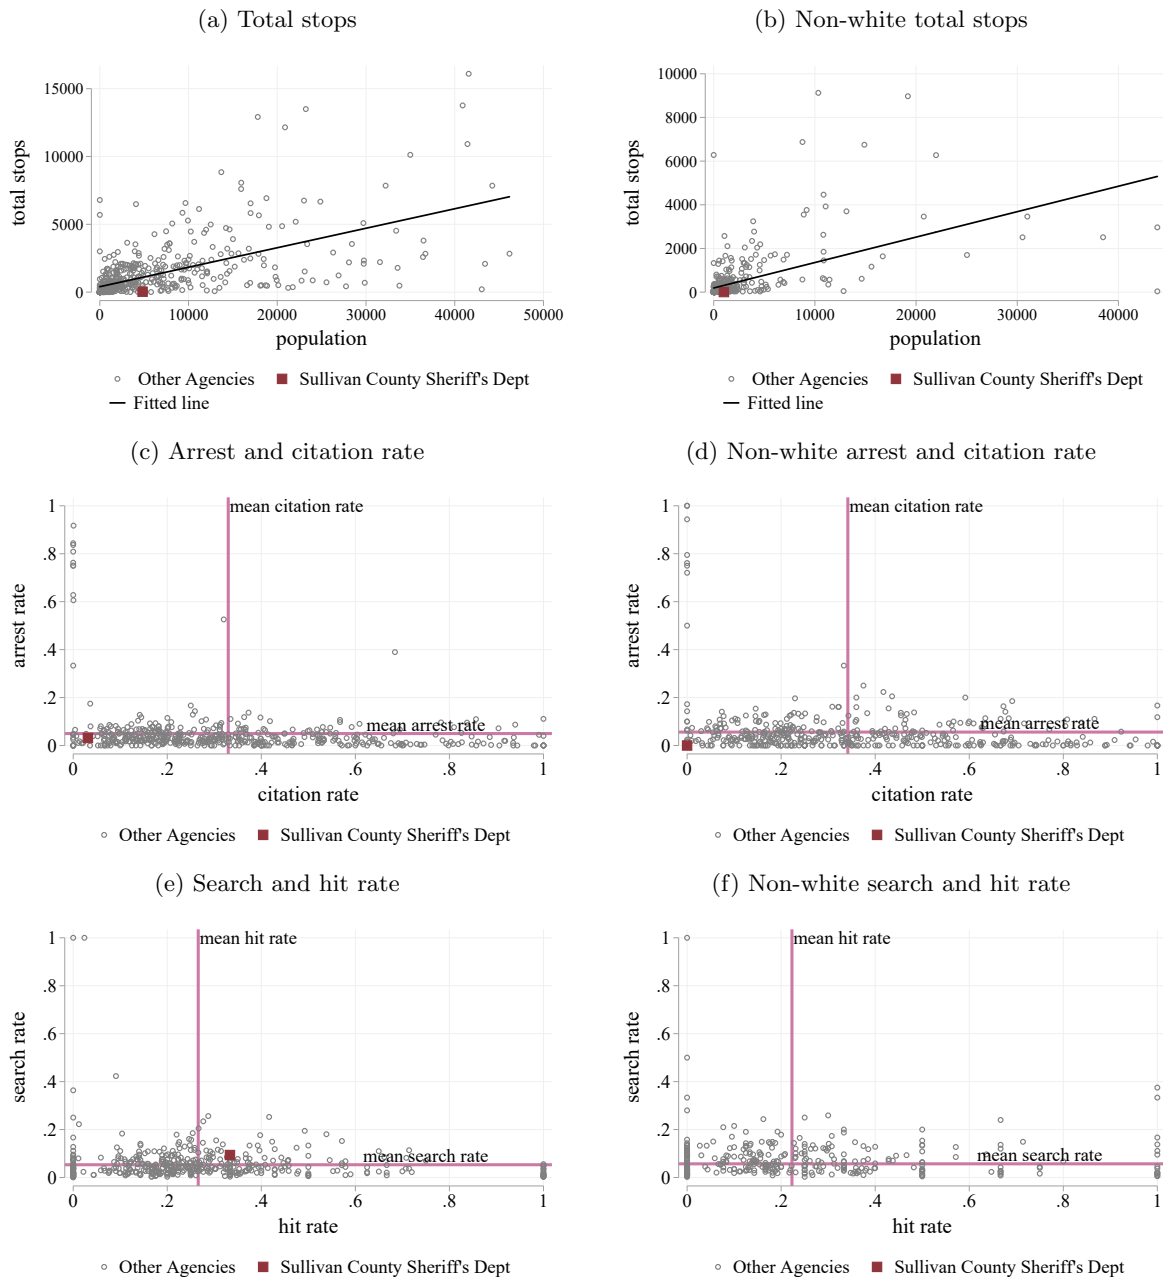 (a) Total stops
(b) Non-white total stops
total stops
15000
10000
5000
0
0 10000 20000 30000 40000 50000
population
Other Agencies Sullivan County Sheriff's Dept
Fitted line
total stops
10000
8000
6000
4000
2000
0
0 10000 20000 30000 40000
population
Other Agencies Sullivan County Sheriff's Dept
Fitted line
(c) Arrest and citation rate
(d) Non-white arrest and citation rate
mean citation rate
mean arrest rate
arrest rate
1
.8
.6
.4
.2
0
0 .2 .4 .6 .8 1
citation rate
Other Agencies Sullivan County Sheriff's Dept
mean citation rate
mean arrest rate
arrest rate
1
.8
.6
.4
.2
0
0 .2 .4 .6 .8 1
citation rate
Other Agencies Sullivan County Sheriff's Dept
(e) Search and hit rate
(f) Non-white search and hit rate
mean hit rate
mean search rate
search rate
1
.8
.6
.4
.2
0
0 .2 .4 .6 .8 1
hit rate
Other Agencies Sullivan County Sheriff's Dept
mean hit rate
mean search rate
search rate
1
.8
.6
.4
.2
0
0 .2 .4 .6 .8 1
hit rate
Other Agencies Sullivan County Sheriff's Dept